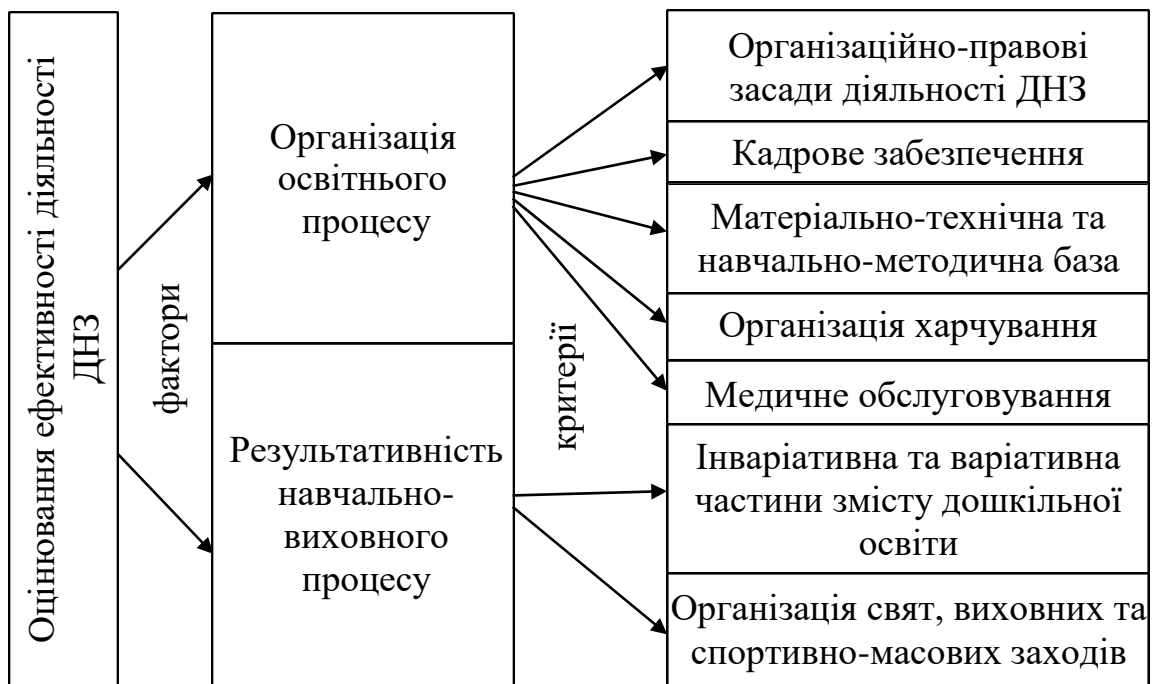 Оцінювання ефективності діяльності
ДНЗ
фактори
Організація
освітнього
процесу
Результативність
навчально-
виховного
процесу
критерії
Організаційно-правові
засади діяльності ДНЗ
Кадрове забезпечення
Матеріально-технічна та
навчально-методична база
Організація харчування
Медичне обслуговування
Інваріативна та варіативна
частини змісту дошкільної
освіти
Організація свят, виховних та
спортивно-масових заходів